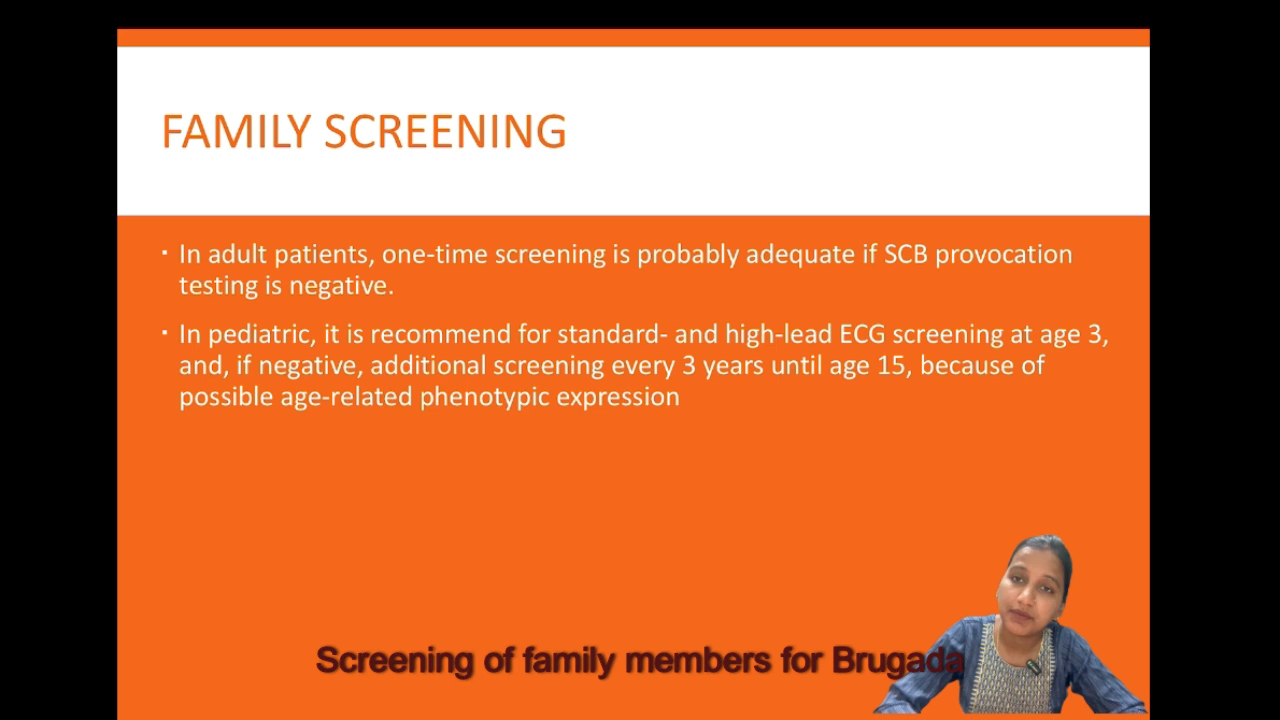 FAMILY SCREENING
▪ In adult patients, one-time screening is probably adequate if SCB provocation
testing is negative.
▪ In pediatric, it is recommend for standard- and high-lead ECG screening at age 3,
and, if negative, additional screening every 3 years until age 15, because of
possible age-related phenotypic expression
Screening of family members for Brugada